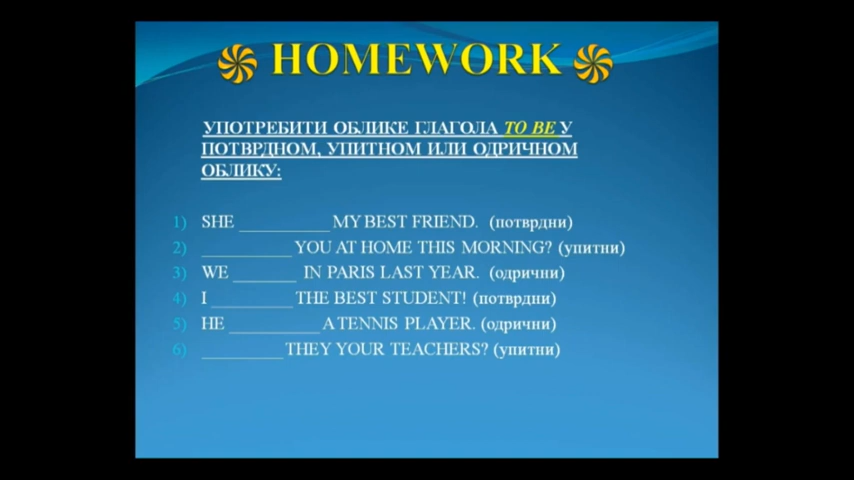 HOMEWORK
УПОТРЕБИТИ ОБЛИКЕ ГЛАГОЛА TO BE У
ПОТВРДНОМ, УПИТНОМ ИЛИ ОДРИЧНОМ
ОБЛИКУ:
1) SHE __________ MY BEST FRIEND. (потврдни)
2) __________ YOU AT HOME THIS MORNING? (упитни)
3) WE _______ IN PARIS LAST YEAR. (одрични)
4) I _________ THE BEST STUDENT! (потврдни)
5) HE __________ A TENNIS PLAYER. (одрични)
6) _________ THEY YOUR TEACHERS? (упитни)